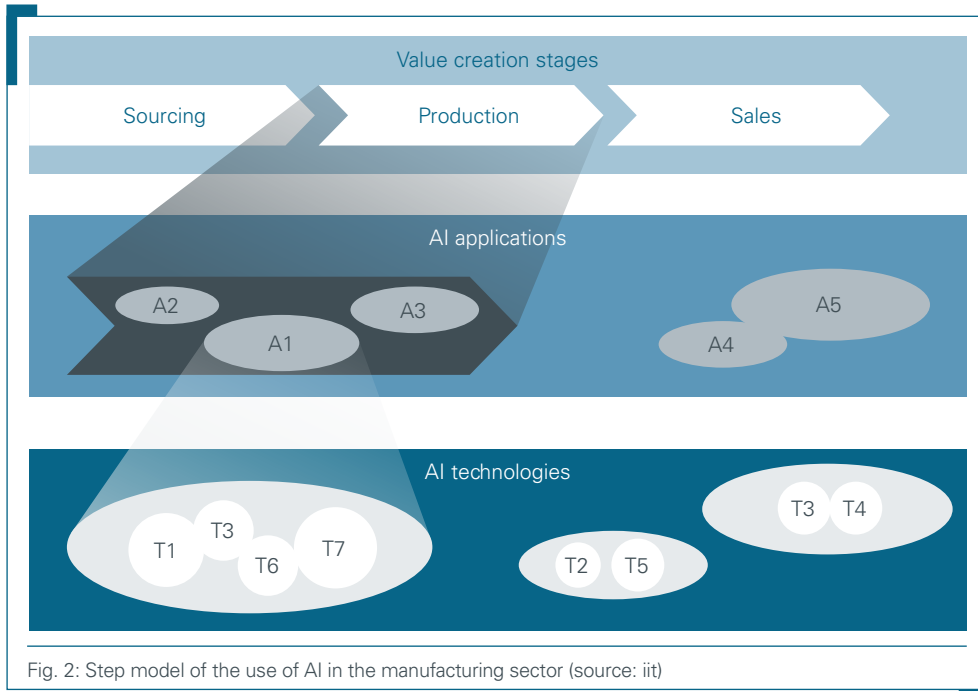 Value creation stages
Sourcing
Production
Sales
AI applications
A2
A1
A3
A4
A5
AI technologies
T1
T3
T6
T7
T2
T5
T3
T4
Fig. 2: Step model of the use of AI in the manufacturing sector (source: iit)